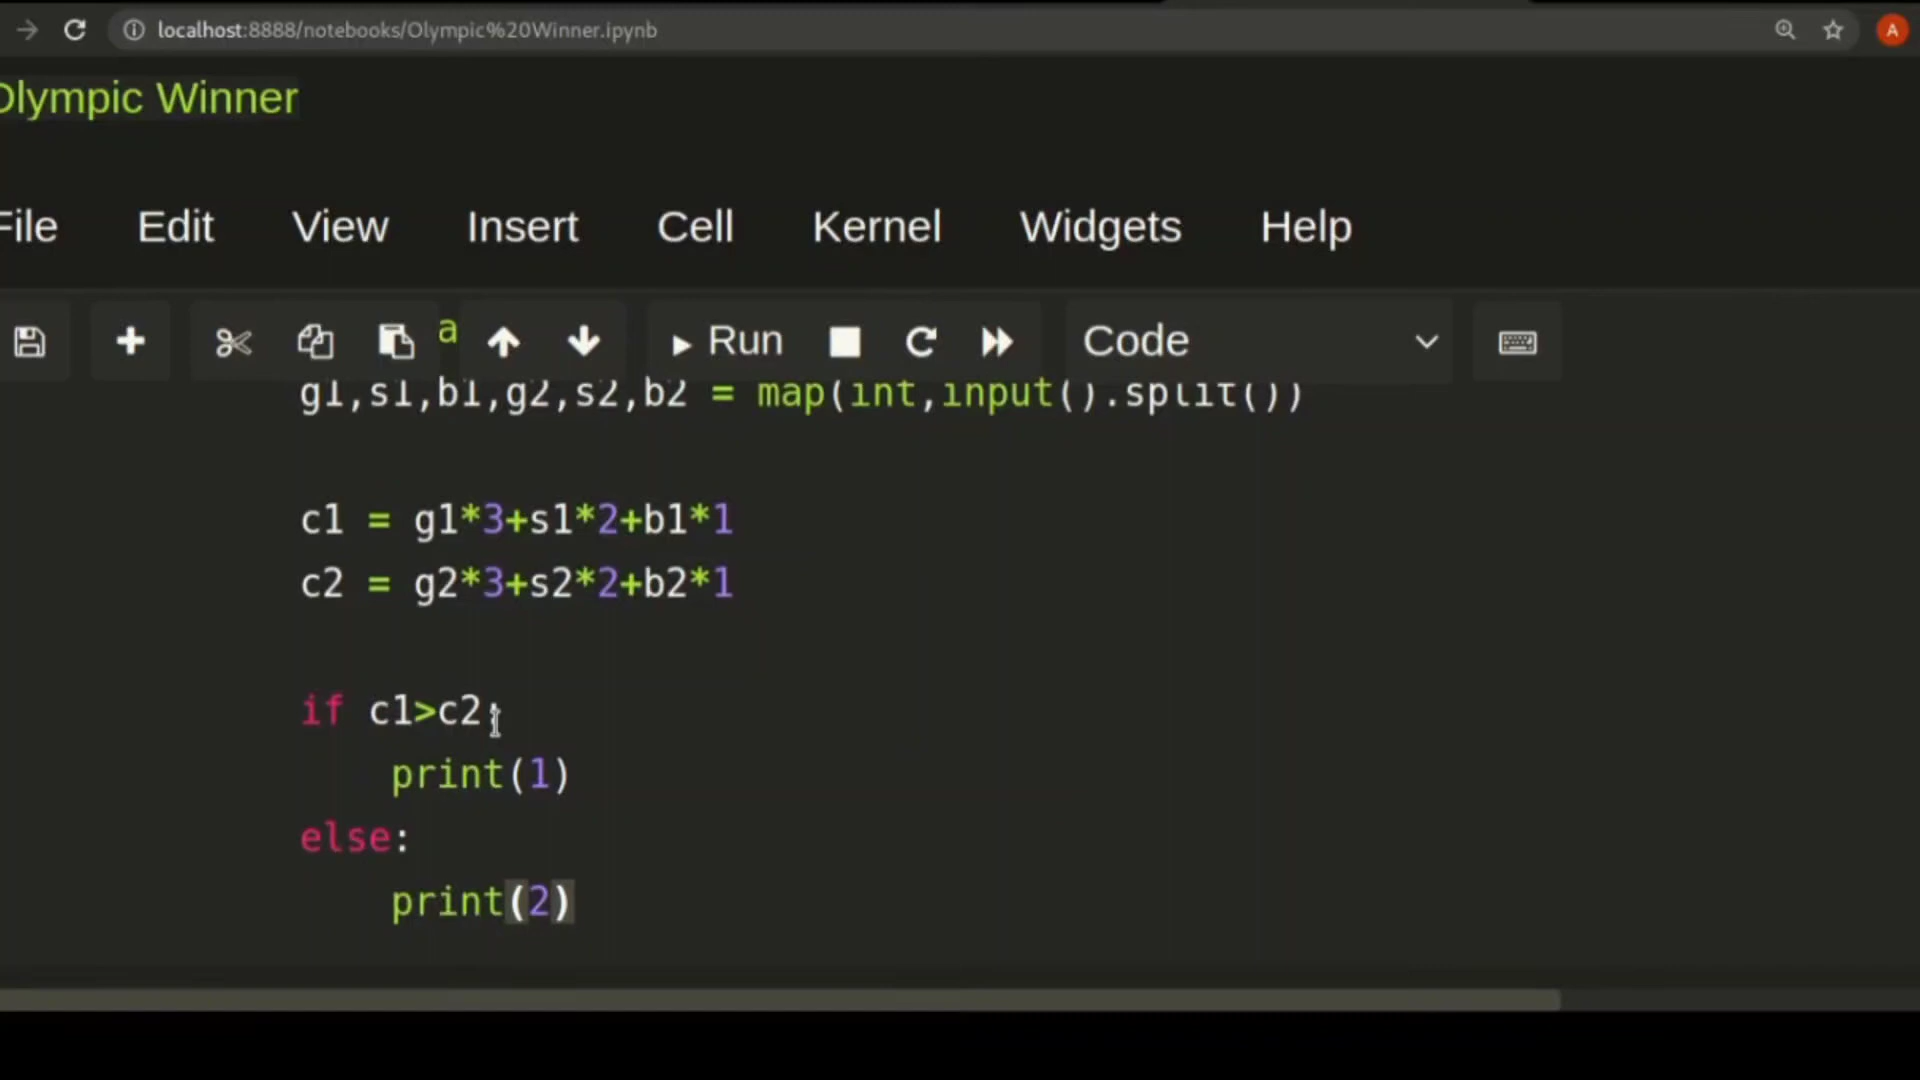 localhost:8888/notebooks/Olympic%20Winner.ipynb
A
Olympic Winner
File Edit View Insert Cell Kernel Widgets Help
a
Run
Code
g1,s1,b1,g2,s2,b2 = map(int,input().split())
c1 = g1*3+s1*2+b1*1
c2 = g2*3+s2*2+b2*1
if c1>c2:
print(1)
else:
print(2)